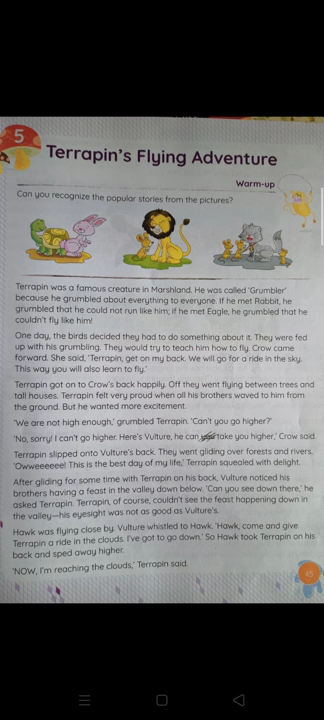 5
Terrapin's Flying Adventure
Warm-up
Can you recognize the popular stories from the pictures?
Terrapin was a famous creature in Marshland. He was called 'Grumbler'
because he grumbled about everything to everyone. If he met Rabbit, he
grumbled that he could not run like him; if he met Eagle, he grumbled that he
couldn't fly like him!
One day, the birds decided they had to do something about it. They were fed
up with his grumbling. They would try to teach him how to fly. Crow came
forward. She said, 'Terrapin, get on my back. We will go for a ride in the sky.
This way you will also learn to fly.'
Terrapin got on to Crow's back happily. Off they went flying between trees and
tall houses. Terrapin felt very proud when all his brothers waved to him from
the ground. But he wanted more excitement.
'We are not high enough,' grumbled Terrapin. 'Can't you go higher?'
'No, sorry! I can't go higher. Here's Vulture, he can take you higher,' Crow said.
Terrapin slipped onto Vulture's back. They went gliding over forests and rivers.
'Owweeeeee! This is the best day of my life,' Terrapin squealed with delight.
After gliding for some time with Terrapin on his back, Vulture noticed his
brothers having a feast in the valley down below. 'Can you see down there,' he
asked Terrapin. Terrapin, of course, couldn't see the feast happening down in
the valley—his eyesight was not as good as Vulture's.
Hawk was flying close by. Vulture whistled to Hawk. 'Hawk, come and give
Terrapin a ride in the clouds. I've got to go down.' So Hawk took Terrapin on his
back and sped away higher.
'NOW, I'm reaching the clouds,' Terrapin said.
45